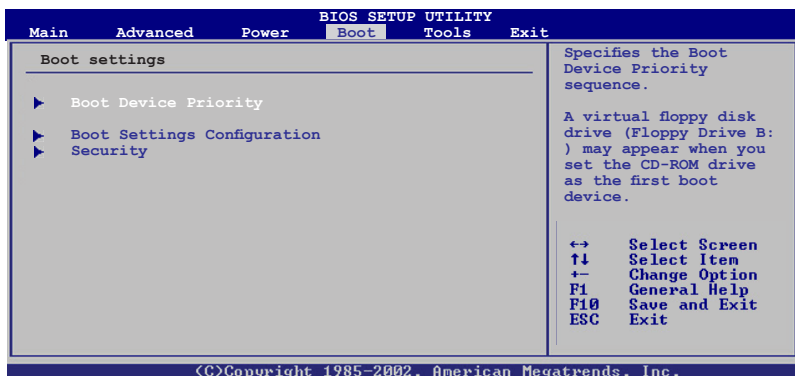 BIOS SETUP UTILITY
Main Advanced Power Boot Tools Exit
Boot settings
Boot Device Priority
Boot Settings Configuration
Security
Specifies the Boot
Device Priority
sequence.
A virtual floppy disk
drive (Floppy Drive B:
) may appear when you
set the CD-ROM drive
as the first boot
device.
←→ Select Screen
↑↓ Select Item
+- Change Option
F1 General Help
F10 Save and Exit
ESC Exit
(C)Copyright 1985-2002, American Megatrends, Inc.